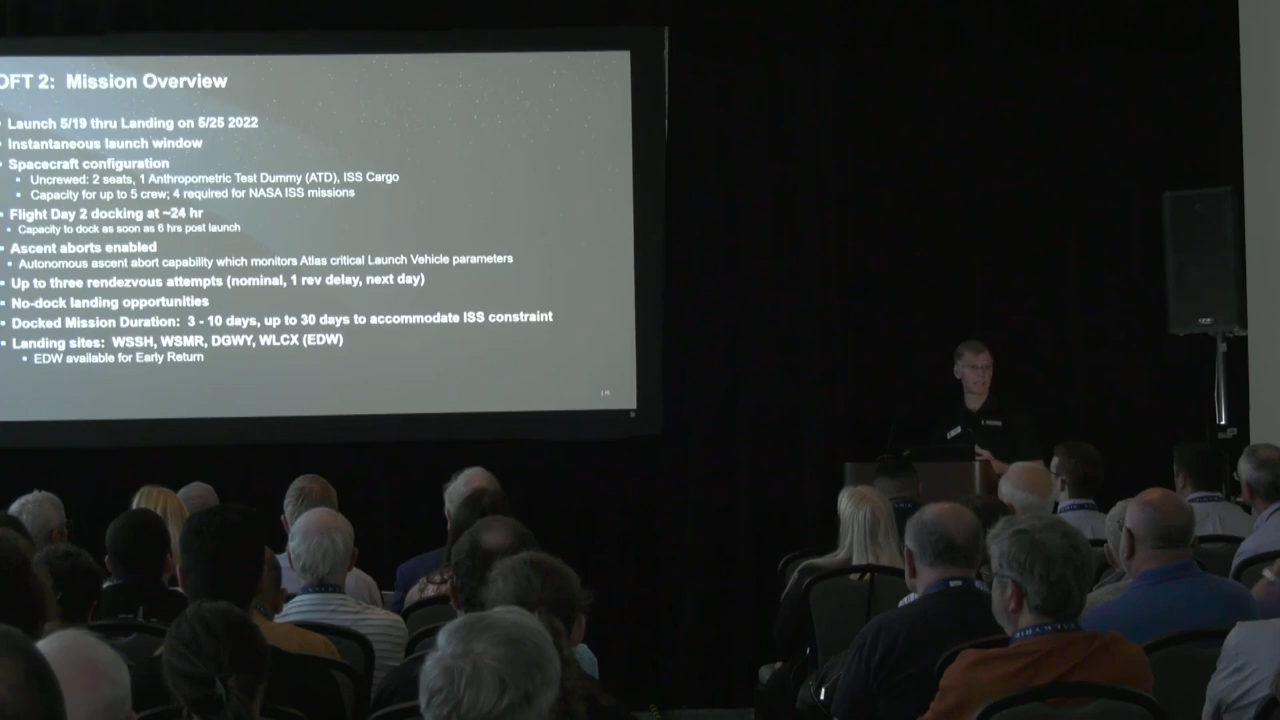 OFT 2: Mission Overview
Launch 5/19 thru Landing on 5/25 2022
Instantaneous launch window
Spacecraft configuration
Uncrewed: 2 seats, 1 Anthropometric Test Dummy (ATD), ISS Cargo
Capacity for up to 5 crew; 4 required for NASA ISS missions
Flight Day 2 docking at ~24 hr
Capacity to dock as soon as 6 hrs post launch
Ascent aborts enabled
Autonomous ascent abort capability which monitors Atlas critical Launch Vehicle parameters
Up to three rendezvous attempts (nominal, 1 rev delay, next day)
No-dock landing opportunities
Docked Mission Duration: 3 - 10 days, up to 30 days to accommodate ISS constraint
Landing sites: WSSH, WSMR, DGWY, WLCX (EDW)
EDW available for Early Return